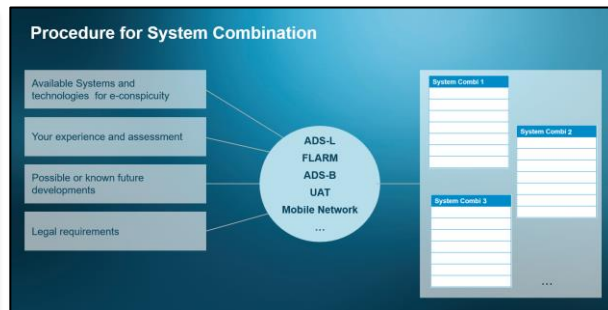 Procedure for System Combination
Available Systems and
technologies for e-conspicuity
Your experience and assessment
Possible or known future
developments
Legal requirements
ADS-L
FLARM
ADS-B
UAT
Mobile Network
...
System Combi 1
System Combi 2
System Combi 3
...